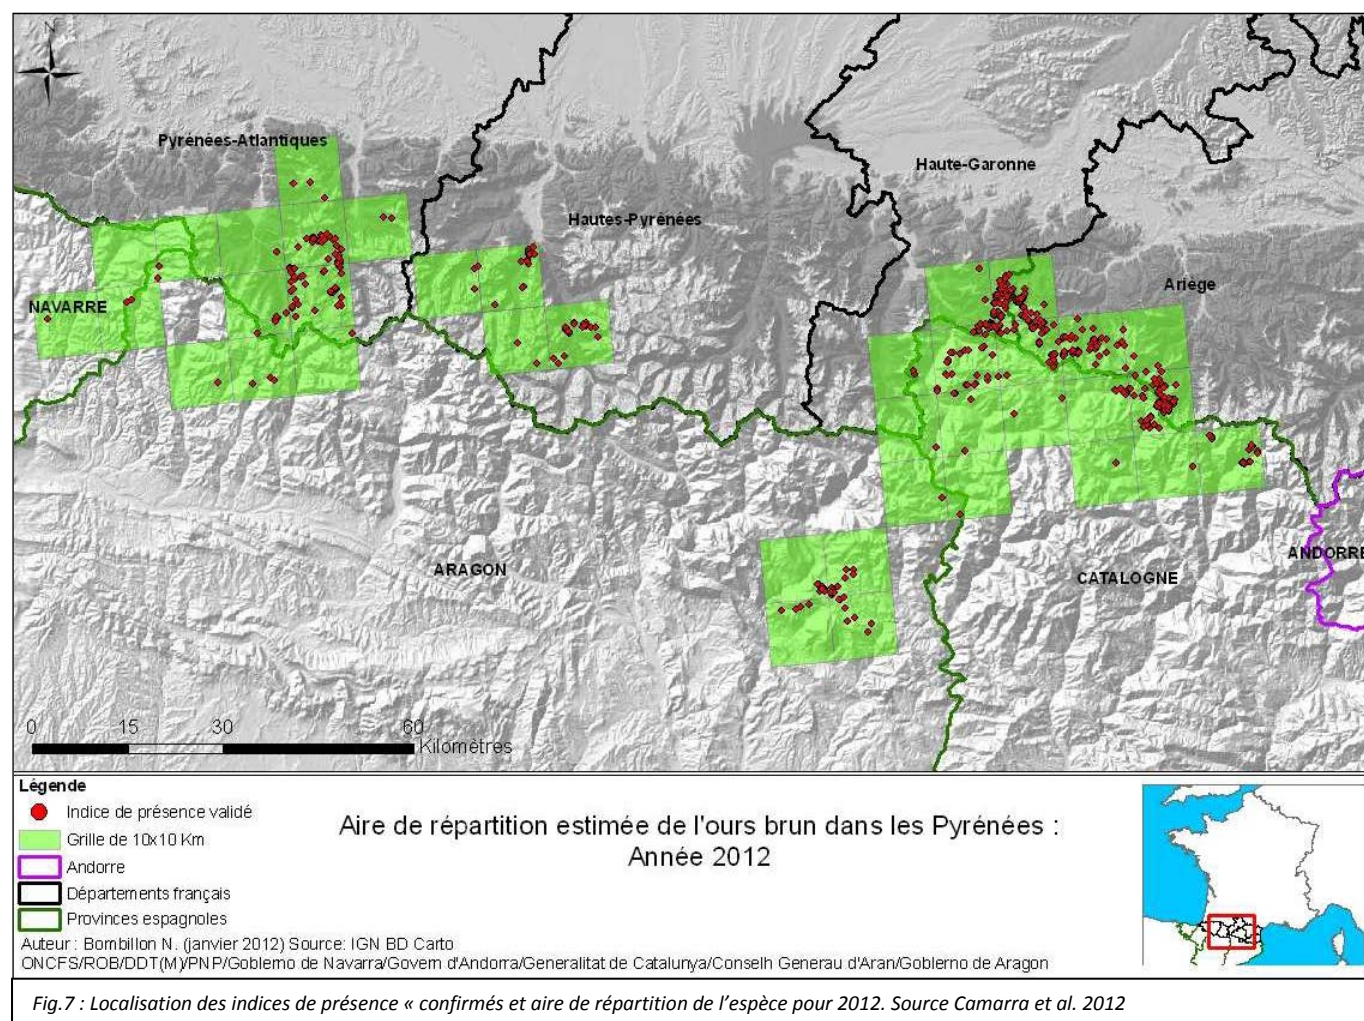 N
Pyrénées-Atlantiques
Haute-Garonne
Hautes-Pyrénées
Ariège
NAVARRE
ARAGON
CATALOGNE
ANDORRE
0 15 30 60
Kilomètres
Légende
Indice de présence validé
Grille de 10x10 Km
Andorre
Départements français
Provinces espagnoles
Aire de répartition estimée de l'ours brun dans les Pyrénées :
Année 2012
Auteur : Bombillon N. (janvier 2012) Source: IGN BD Carto
ONCFS/ROB/DDT(M)/PNP/Gobierno de Navarra/Govern d'Andorra/Generalitat de Catalunya/Conselh Generau d'Aran/Gobierno de Aragon
Fig.7 : Localisation des indices de présence « confirmés et aire de répartition de l'espèce pour 2012. Source Camarra et al. 2012